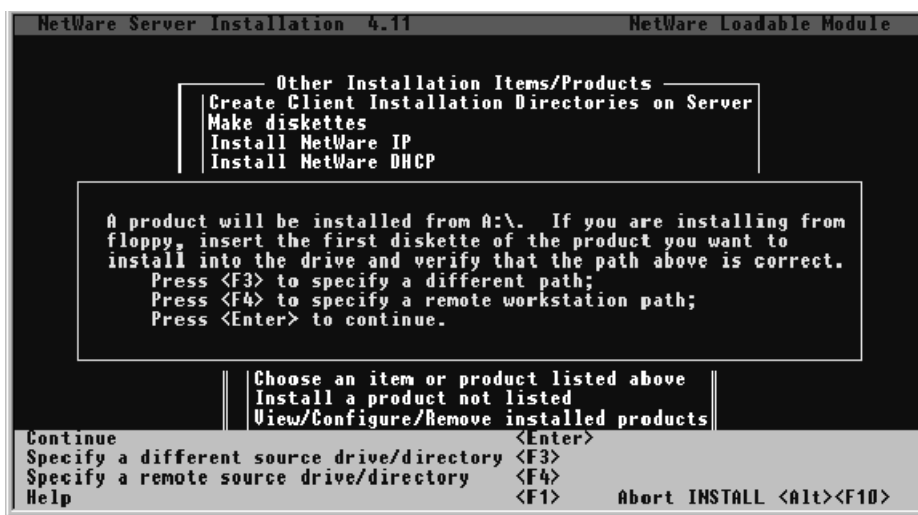 NetWare Server Installation 4.11 NetWare Loadable Module
Other Installation Items/Products
Create Client Installation Directories on Server
Make diskettes
Install NetWare IP
Install NetWare DHCP
A product will be installed from A:\. If you are installing from
floppy, insert the first diskette of the product you want to
install into the drive and verify that the path above is correct.
Press <F3> to specify a different path;
Press <F4> to specify a remote workstation path;
Press <Enter> to continue.
Choose an item or product listed above
Install a product not listed
View/Configure/Remove installed products
Continue <Enter>
Specify a different source drive/directory <F3>
Specify a remote source drive/directory <F4>
Help <F1> Abort INSTALL <Alt><F10>